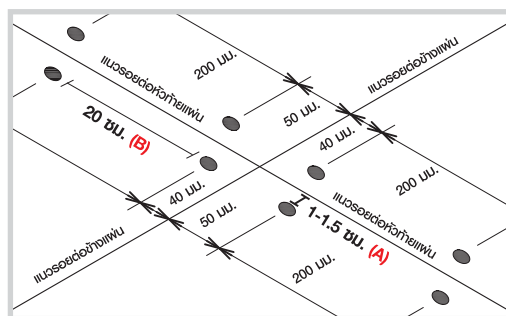 แนวรอยต่อหัวท้ายแผ่น
200 มม.
แนวรอยต่อข้างแผ่น
20 ซม. (B)
50 มม.
40 มม.
40 มม.
200 มม.
50 มม.
แนวรอยต่อหัวท้ายแผ่น
1-1.5 ซม. (A)
แนวรอยต่อข้างแผ่น
200 มม.